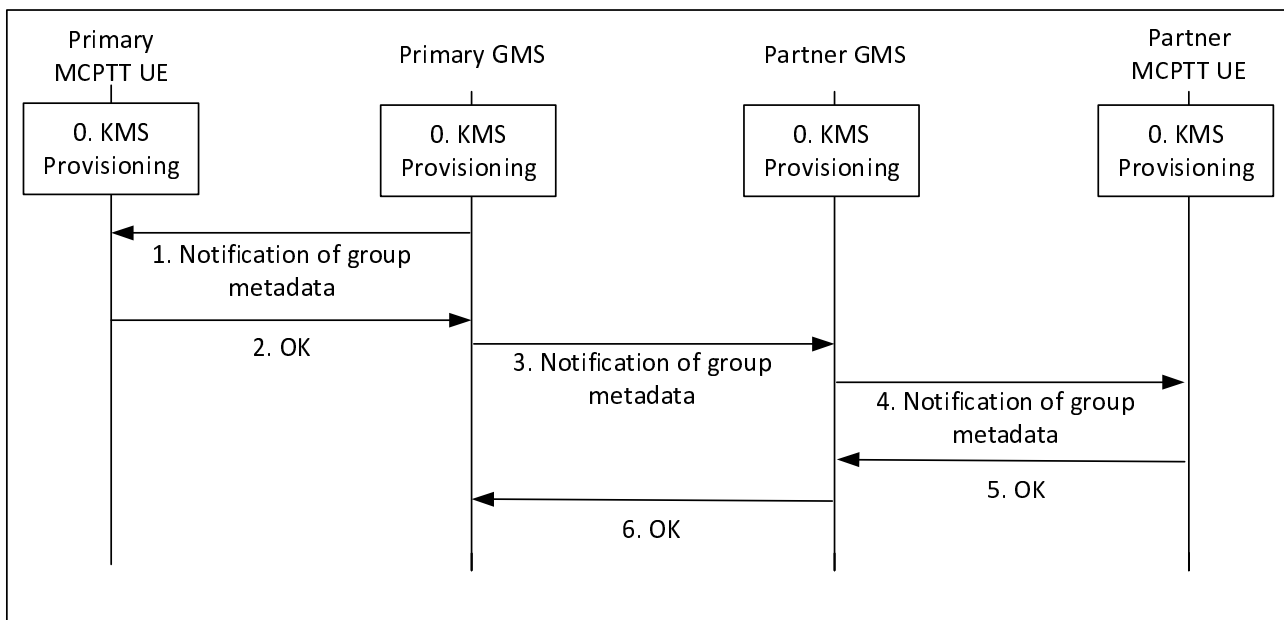 Primary
MCPTT UE
Primary GMS
Partner GMS
Partner
MCPTT UE
0. KMS
Provisioning
0. KMS
Provisioning
0. KMS
Provisioning
0. KMS
Provisioning
1. Notification of group
metadata
2. OK
3. Notification of group
metadata
4. Notification of group
metadata
5. OK
6. OK